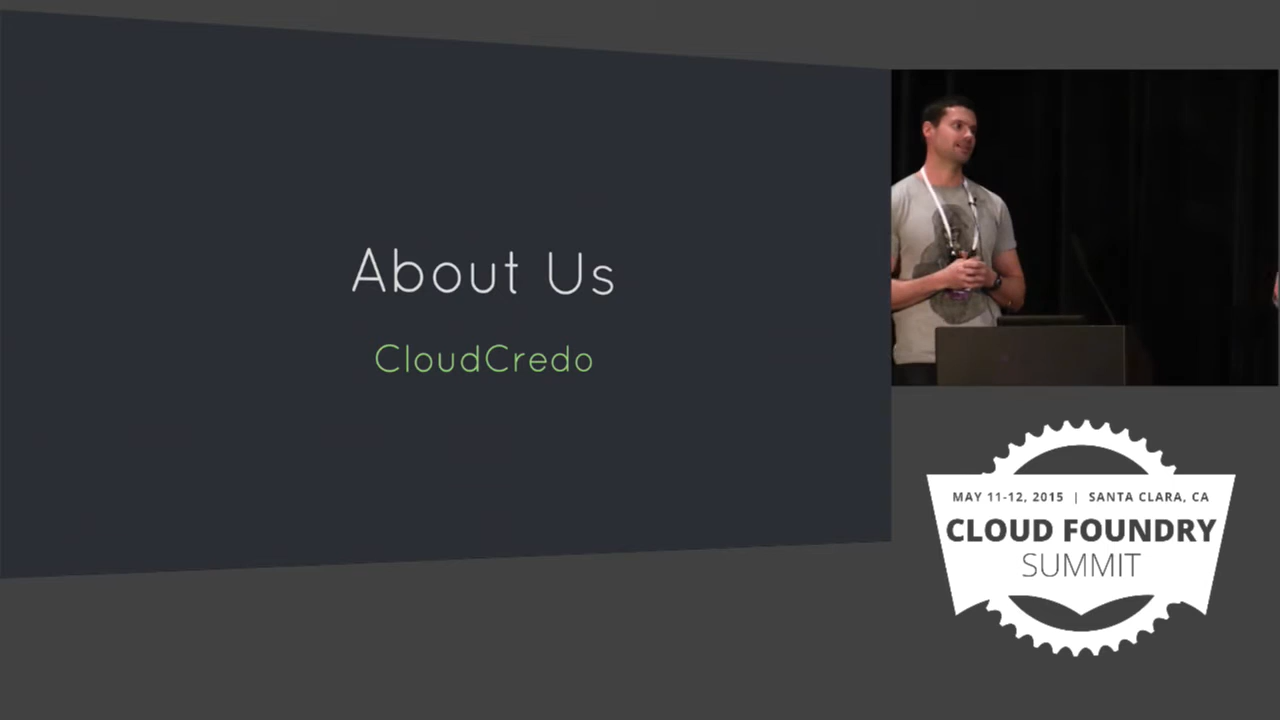 About Us
CloudCredo
MAY 11-12, 2015 | SANTA CLARA, CA
CLOUD FOUNDRY
SUMMIT